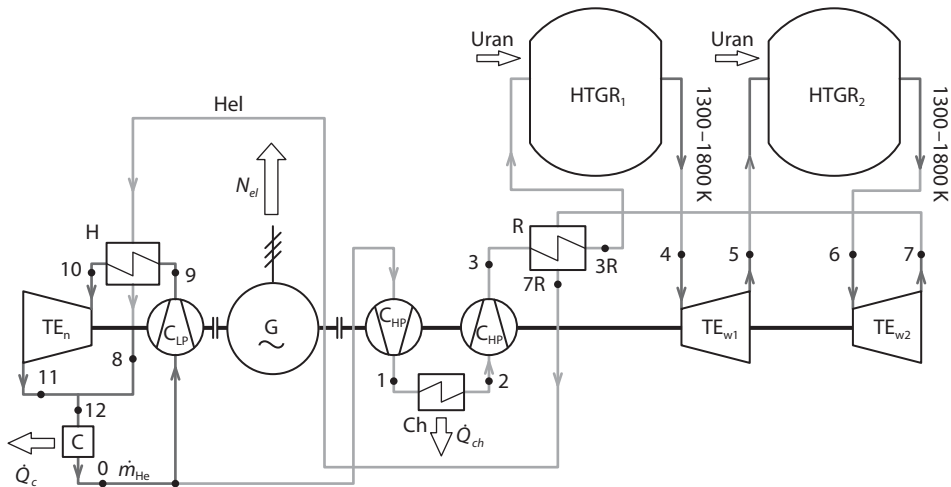 Uran
Uran
HTGR₁
HTGR₂
1300–1800 K
1300–1800 K
Hel
N_el
H
R
10
9
3
3R
7R
4
5
6
7
TE_n
C_LP
G
~
C_HP
C_HP
TE_w1
TE_w2
8
11
1
2
12
Ch
Q̇_ch
C
Q̇_c
0
ṁ_He